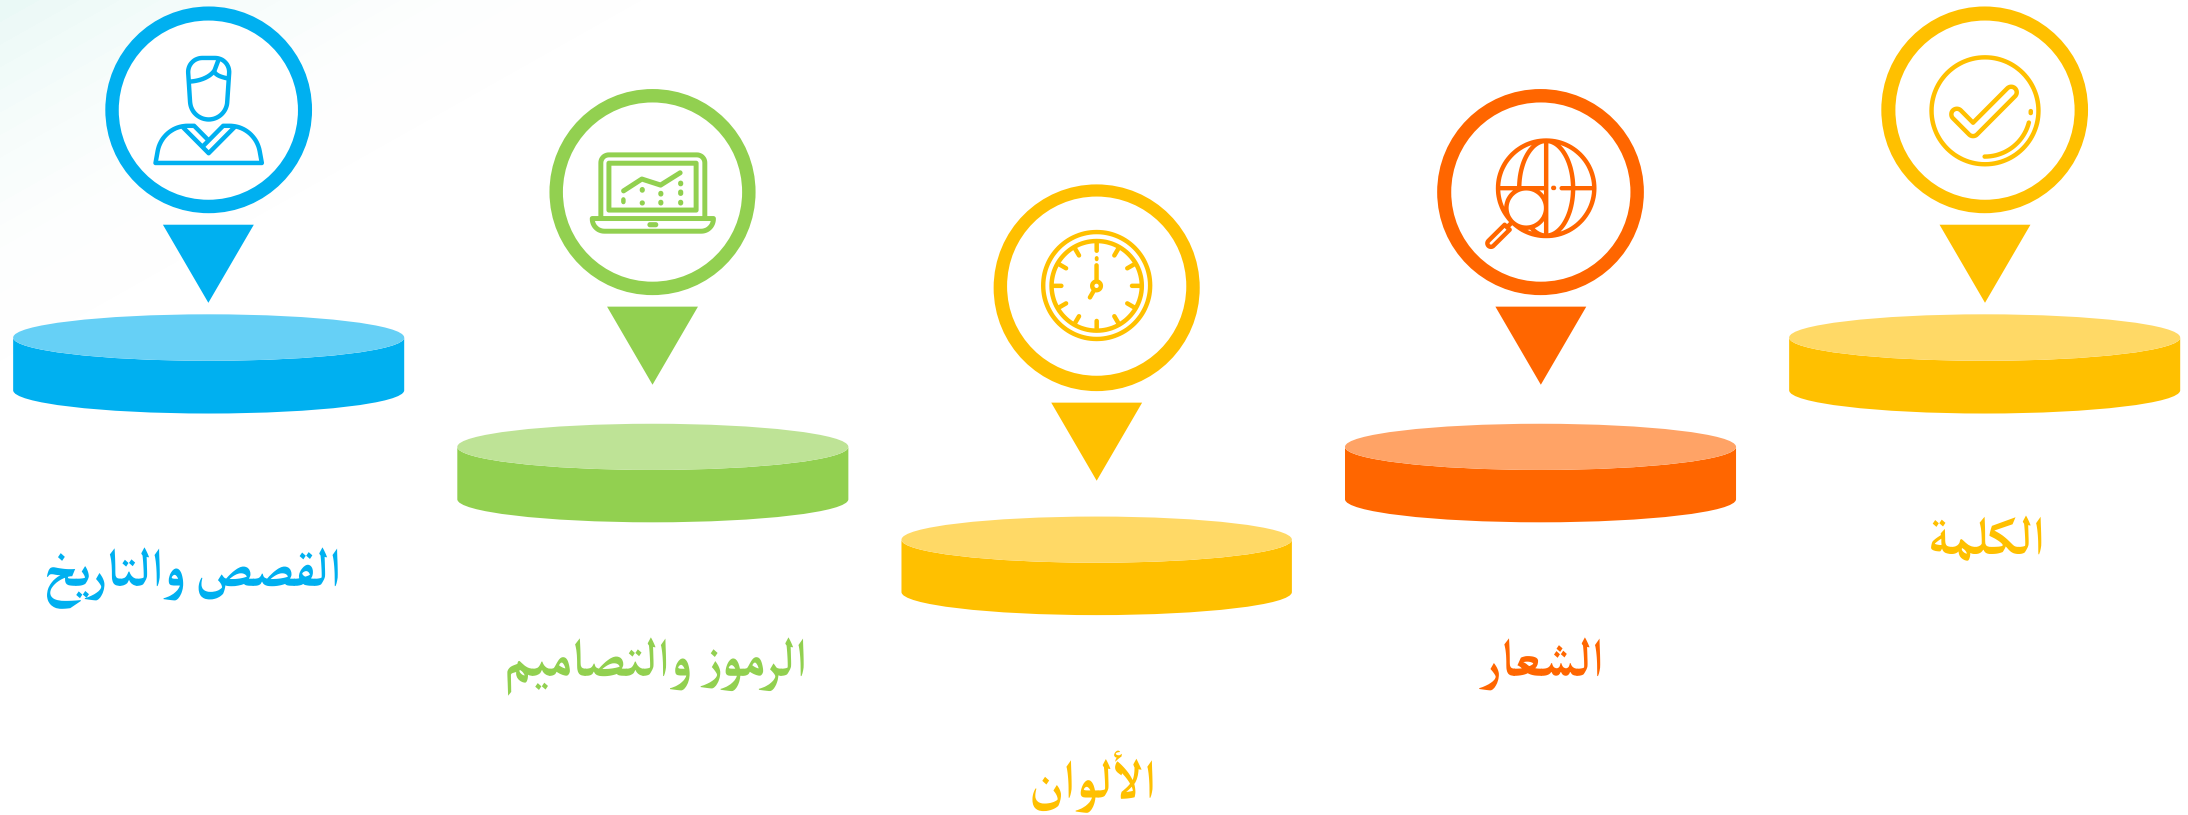 الكلمة
الشعار
الألوان
الرموز والتصاميم
القصص والتاريخ